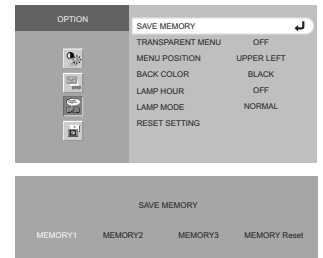 OPTION
SAVE MEMORY
TRANSPARENT MENU OFF
MENU POSITION UPPER LEFT
BACK COLOR BLACK
LAMP HOUR OFF
LAMP MODE NORMAL
RESET SETTING
SAVE MEMORY
MEMORY1 MEMORY2 MEMORY3 MEMORY Reset